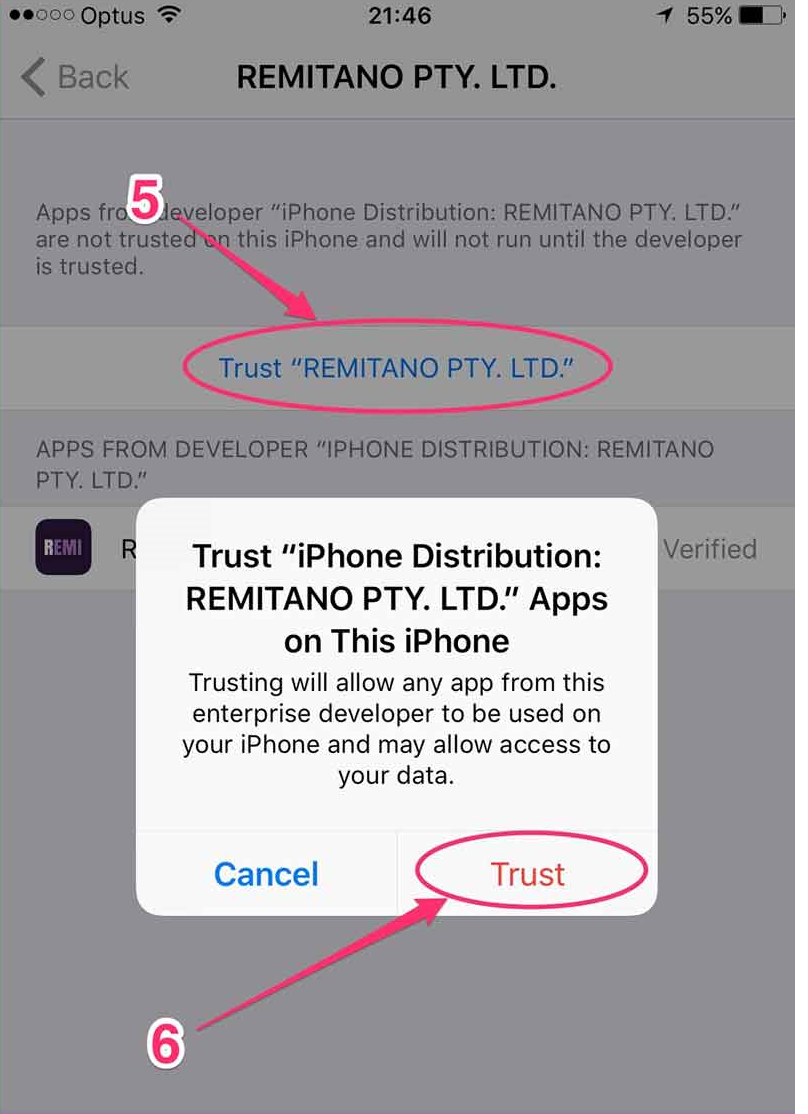 Optus 21:46 55%
Back REMITANO PTY. LTD.
5
Apps from developer “iPhone Distribution: REMITANO PTY. LTD.”
are not trusted on this iPhone and will not run until the developer
is trusted.
Trust “REMITANO PTY. LTD.”
APPS FROM DEVELOPER “IPHONE DISTRIBUTION: REMITANO
PTY. LTD.”
REMI R Verified
Trust “iPhone Distribution:
REMITANO PTY. LTD.” Apps
on This iPhone
Trusting will allow any app from this
enterprise developer to be used on
your iPhone and may allow access to
your data.
Cancel Trust
6